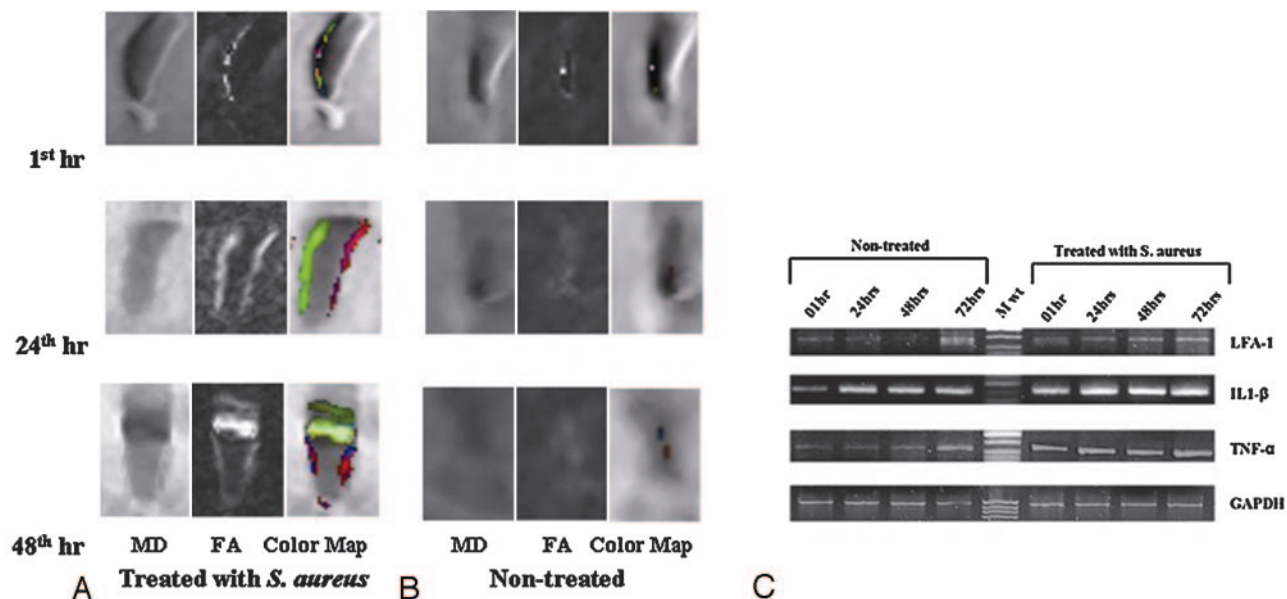 1st hr
24th hr
48th hr
MD FA Color Map
Treated with S. aureus
A
MD FA Color Map
Non-treated
B
Non-treated
Treated with S. aureus
01hr 24hrs 48hrs 72hrs M wt 01hr 24hrs 48hrs 72hrs
LFA-1
IL1-β
TNF-α
GAPDH
C